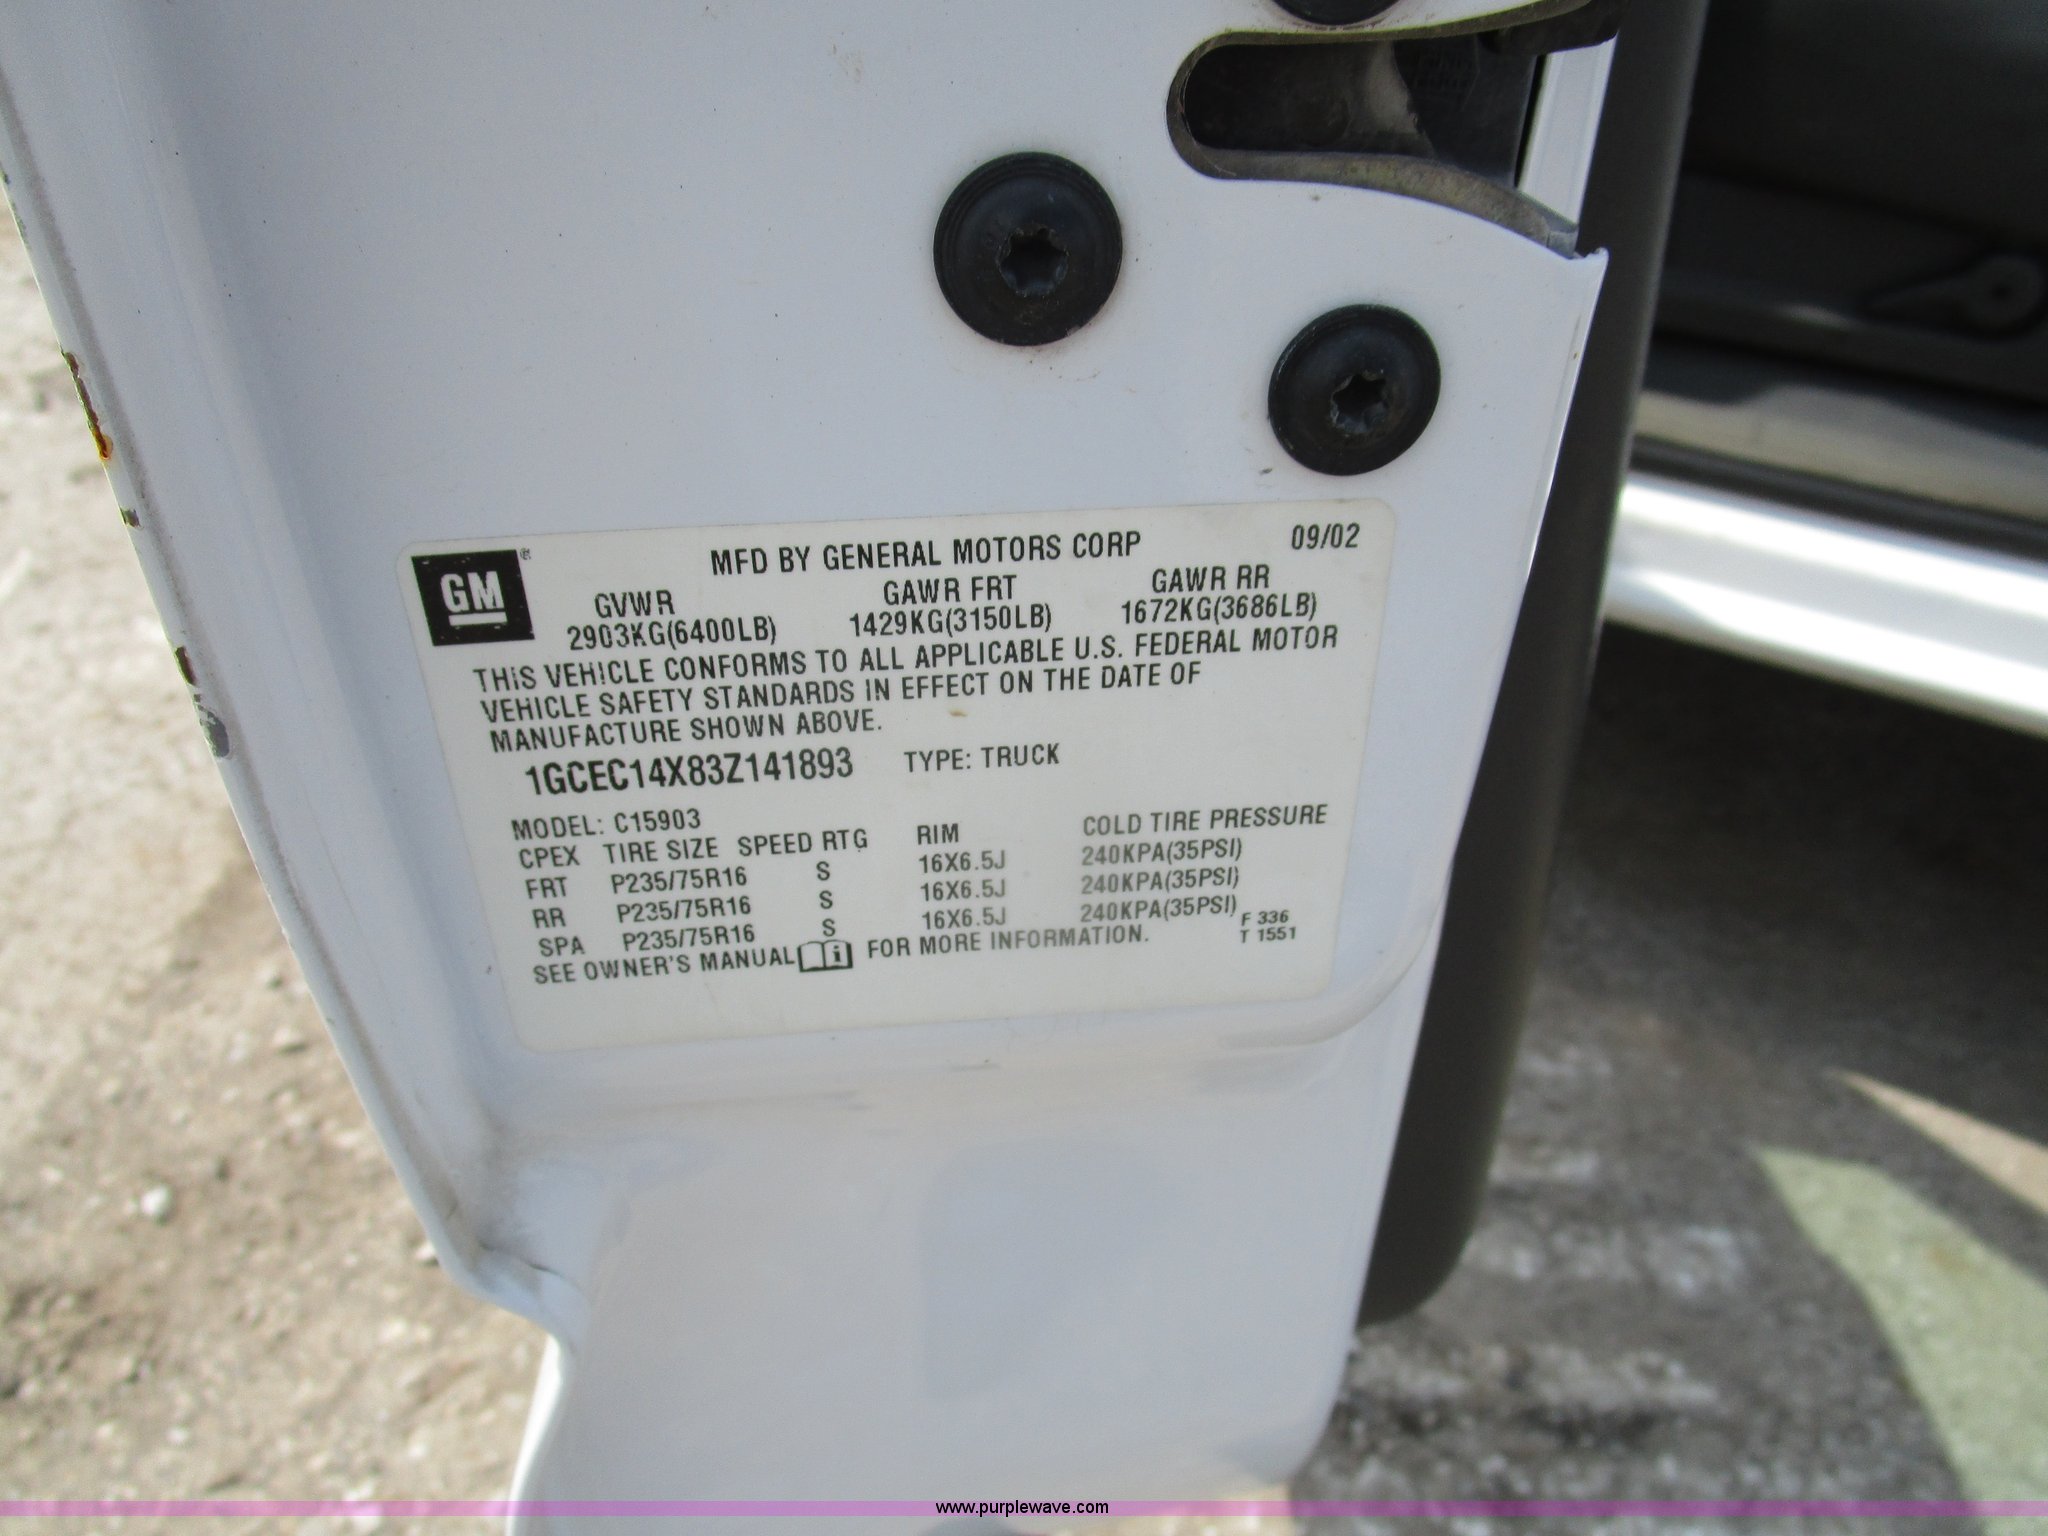 GM®
MFD BY GENERAL MOTORS CORP 09/02
GVWR GAWR FRT GAWR RR
2903KG(6400LB) 1429KG(3150LB) 1672KG(3686LB)
THIS VEHICLE CONFORMS TO ALL APPLICABLE U.S. FEDERAL MOTOR
VEHICLE SAFETY STANDARDS IN EFFECT ON THE DATE OF
MANUFACTURE SHOWN ABOVE.
1GCEC14X83Z141893 TYPE: TRUCK
MODEL: C15903
CPEX TIRE SIZE SPEED RTG RIM COLD TIRE PRESSURE
FRT P235/75R16 S 16X6.5J 240KPA(35PSI)
RR P235/75R16 S 16X6.5J 240KPA(35PSI)
SPA P235/75R16 S 16X6.5J 240KPA(35PSI)
SEE OWNER'S MANUAL i FOR MORE INFORMATION.
F 336
T 1551
www.purplewave.com